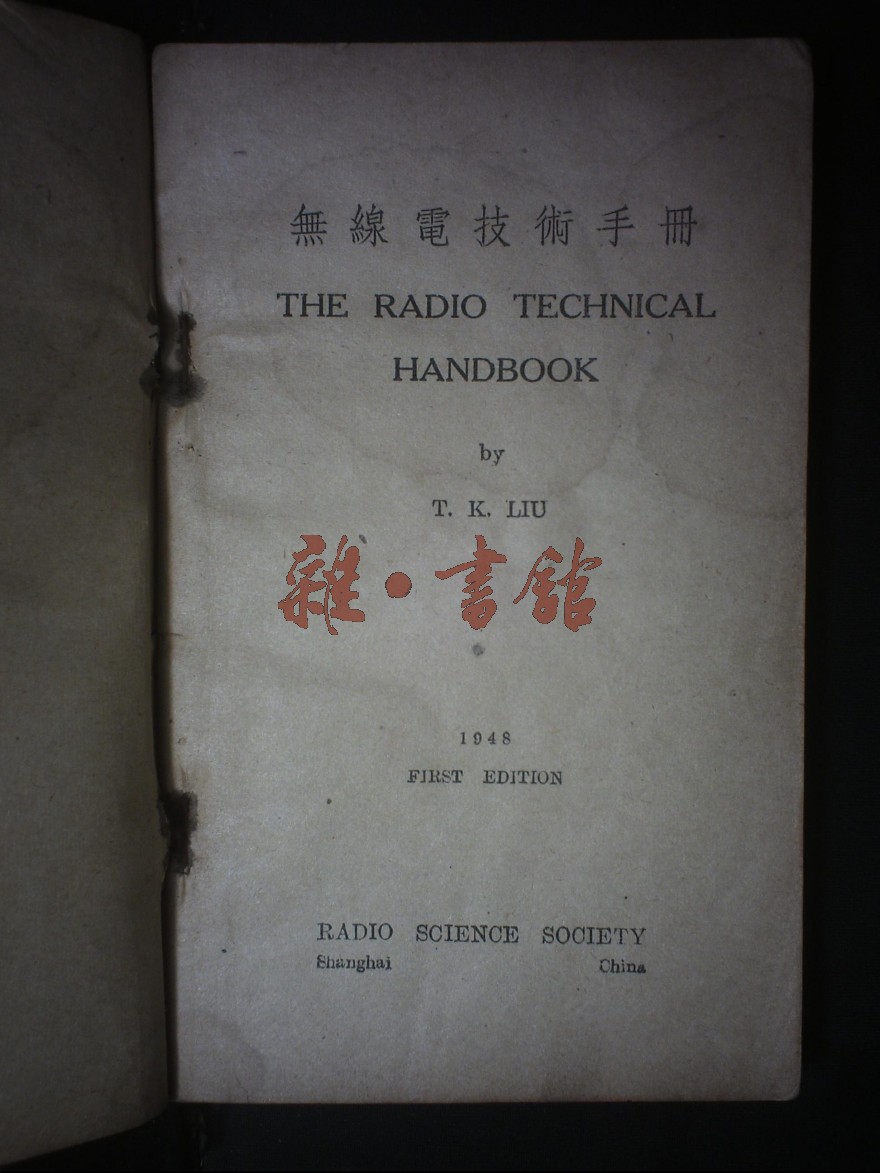 無線電技術手冊
THE RADIO TECHNICAL
HANDBOOK
by
T. K. LIU
雜•書館
1948
FIRST EDITION
RADIO SCIENCE SOCIETY
Shanghai China